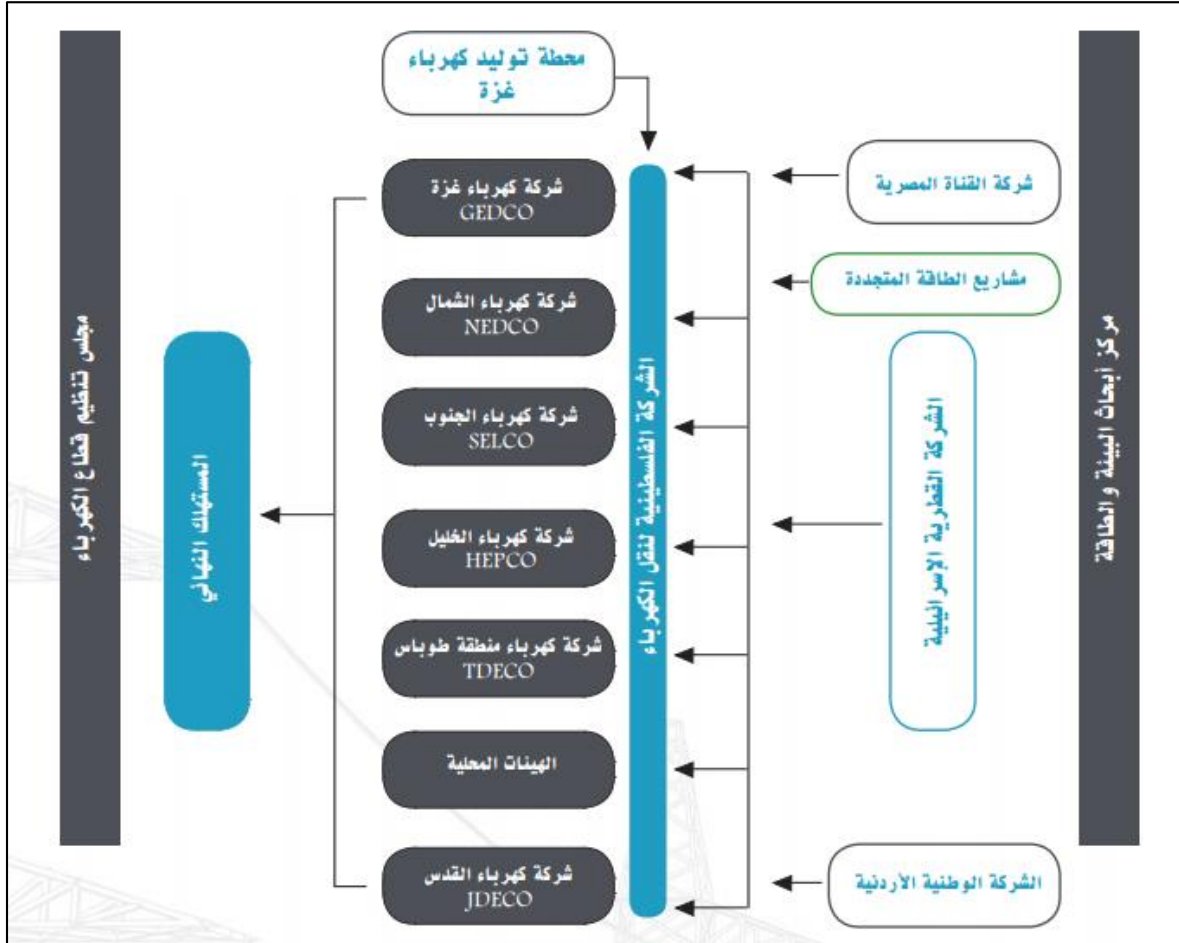 محطة توليد كهرباء
غزة
مركز أبحاث البيئة والطاقة
شركة القناة المصرية
مشاريع الطاقة المتجددة
الشركة القطرية الإسرائيلية
الشركة الوطنية الأردنية
الشركة الفلسطينية لنقل الكهرباء
شركة كهرباء غزة
GEDCO
شركة كهرباء الشمال
NEDCO
شركة كهرباء الجنوب
SELCO
شركة كهرباء الخليل
HEPCO
شركة كهرباء منطقة طوباس
TDECO
الهيئات المحلية
شركة كهرباء القدس
JDECO
المستهلك النهائي
مجلس تنظيم قطاع الكهرباء